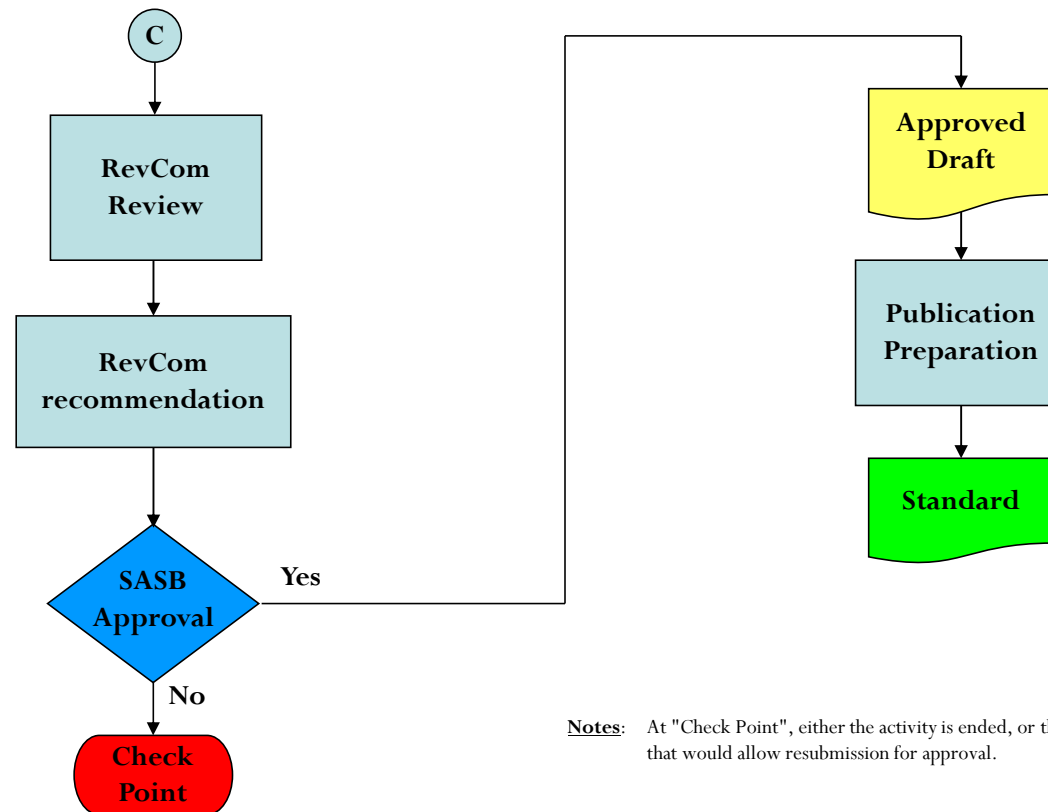 C
RevCom
Review
RevCom
recommendation
SASB
Approval
Yes
No
Check
Point
Approved
Draft
Publication
Preparation
Standard
Notes: At "Check Point", either the activity is ended, or
that would allow resubmission for approval.